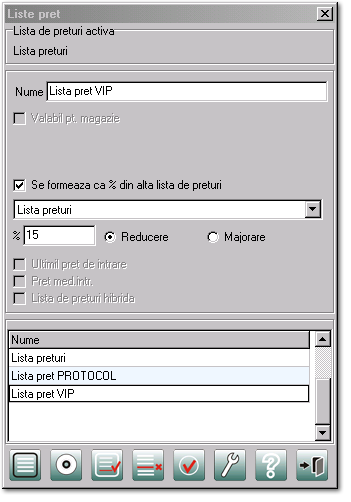 Liste pret
Lista de preturi activa
Lista preturi
Nume Lista pret VIP
Valabil pt. magazie
Se formeaza ca % din alta lista de preturi
Lista preturi
% 15 Reducere Majorare
Ultimil pret de intrare
Pret med.intr.
Lista de preturi hibrida
Nume
Lista preturi
Lista pret PROTOCOL
Lista pret VIP